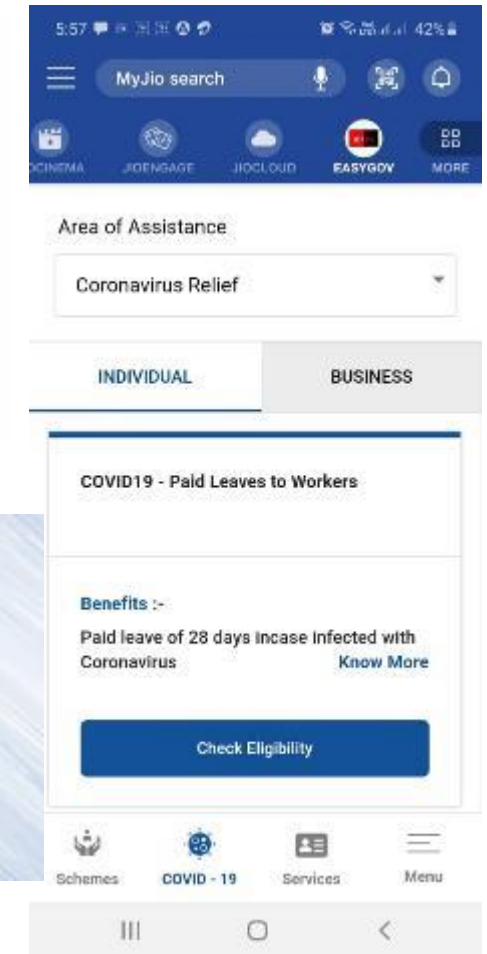 5:57 42%
MyJio search
OCINEMA JIOENGAGE JIOCLOUD EASYGOV MORE
Area of Assistance
Coronavirus Relief
INDIVIDUAL BUSINESS
COVID19 - Paid Leaves to Workers
Benefits :-
Paid leave of 28 days incase infected with
Coronavirus Know More
Check Eligibility
Schemes COVID - 19 Services Menu